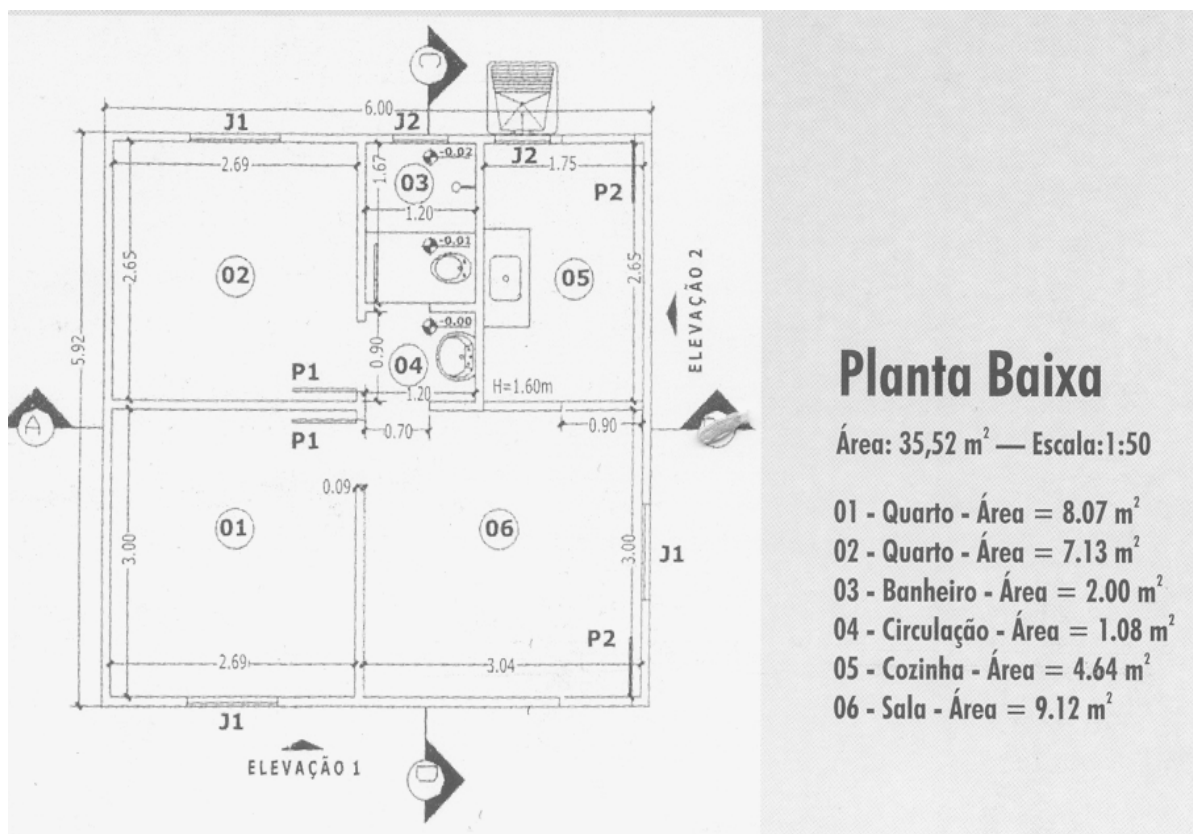 6.00
J1
J2
J2
-0.02
2.69
1.67
03
1.75
P2
1.20
-0.01
2.65
02
05
2.65
ELEVAÇÃO 2
-0.00
5.92
0.90
04
P1
1.20
H=1.60m
A
P1
0.70
0.90
0.09
01
06
3.00
3.00
J1
P2
2.69
3.04
J1
ELEVAÇÃO 1
Planta Baixa
Área: 35,52 m² — Escala:1:50
01 - Quarto - Área = 8.07 m²
02 - Quarto - Área = 7.13 m²
03 - Banheiro - Área = 2.00 m²
04 - Circulação - Área = 1.08 m²
05 - Cozinha - Área = 4.64 m²
06 - Sala - Área = 9.12 m²